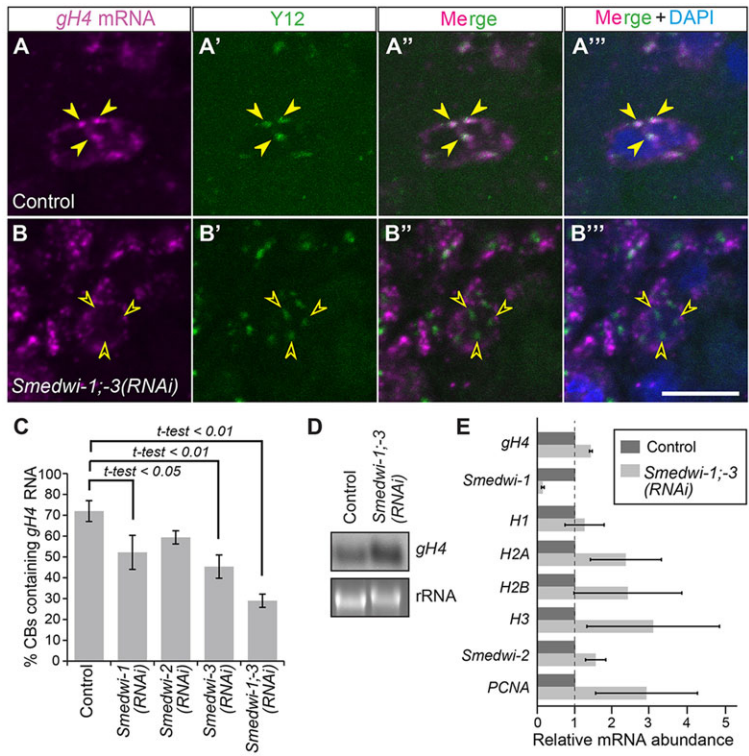 gH4 mRNA
Y12
Merge
Merge + DAPI
A
A'
A''
A'''
Control
B
B'
B''
B'''
Smedwi-1;-3(RNAi)
C
t-test < 0.01
t-test < 0.01
t-test < 0.05
% CBs containing gH4 RNA
100
90
80
70
60
50
40
30
20
10
0
Control
Smedwi-1
(RNAi)
Smedwi-2
(RNAi)
Smedwi-3
(RNAi)
Smedwi-1;-3
(RNAi)
D
Control
Smedwi-1;-3
(RNAi)
gH4
rRNA
E
Control
Smedwi-1;-3
(RNAi)
gH4
Smedwi-1
H1
H2A
H2B
H3
Smedwi-2
PCNA
0 1 2 3 4 5
Relative mRNA abundance